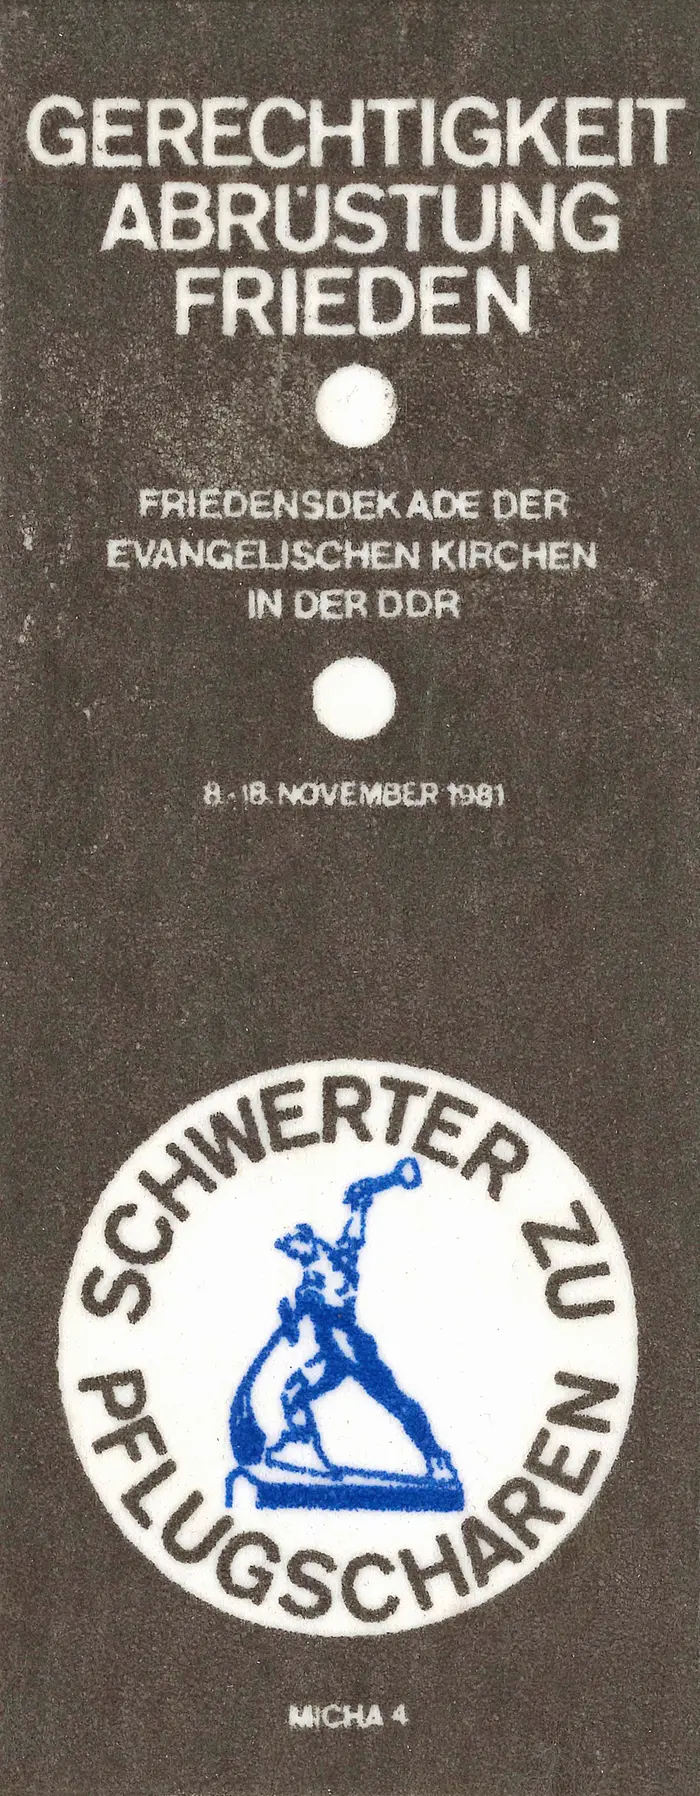 GERECHTIGKEIT
ABRÜSTUNG
FRIEDEN
FRIEDENSDEKADE DER
EVANGELISCHEN KIRCHEN
IN DER DDR
8.-18. NOVEMBER 1981
SCHWERTER ZU
PFLUGSCHAREN
MICHA 4